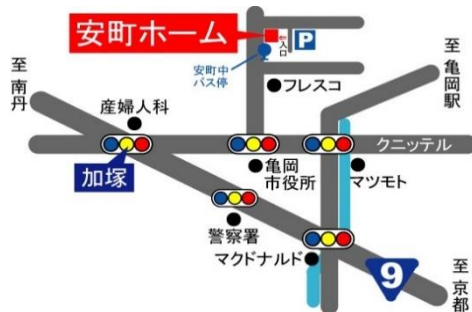 安町ホーム
入口
P
安町中
バス停
至
亀岡駅
至
南丹
フレスコ
産婦人科
クニッテル
加塚
亀岡
市役所
マツモト
警察署
マクドナルド
9
至
京都